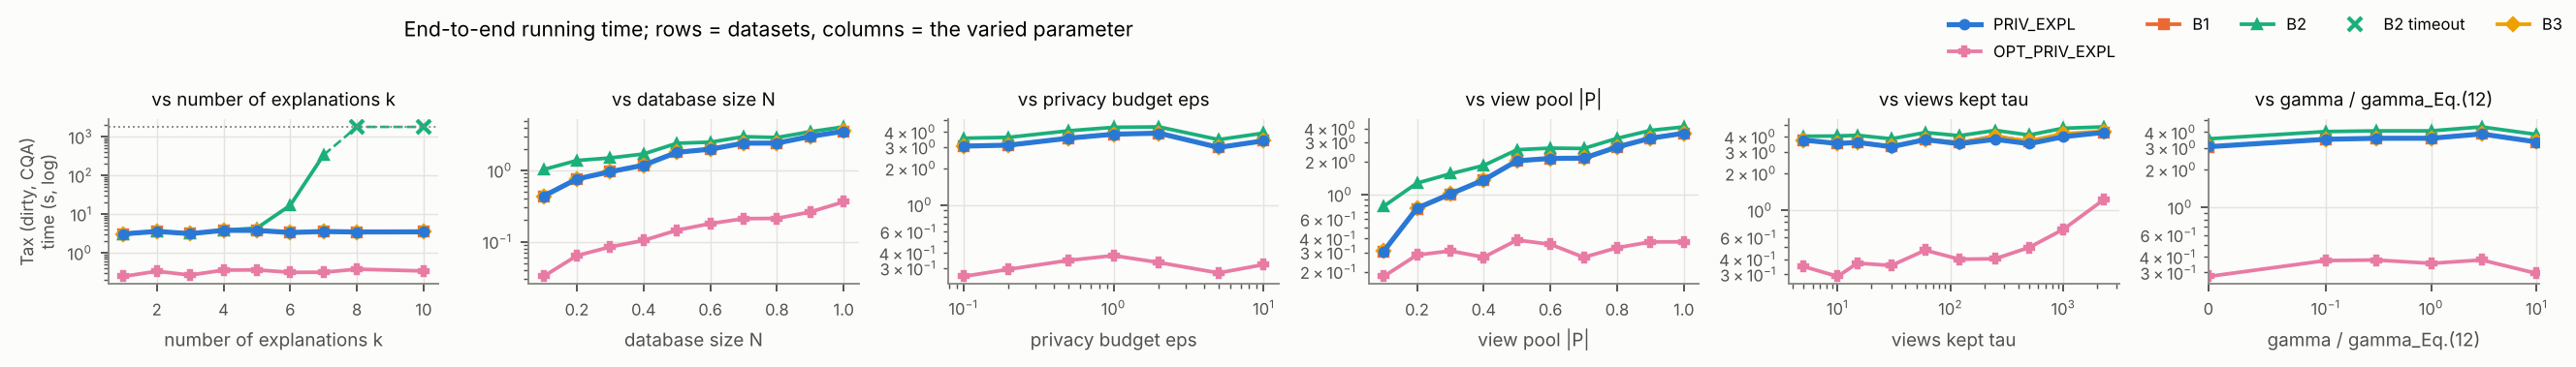 End-to-end running time; rows = datasets, columns = the varied parameter
PRIV_EXPL B1 B2 B2 timeout B3
OPT_PRIV_EXPL
vs number of explanations k
Tax (dirty, CQA)
time (s, log)
10³
10²
10¹
10⁰
2 4 6 8 10
number of explanations k
vs database size N
10⁰
10⁻¹
0.2 0.4 0.6 0.8 1.0
database size N
vs privacy budget eps
4 × 10⁰
3 × 10⁰
2 × 10⁰
10⁰
6 × 10⁻¹
4 × 10⁻¹
3 × 10⁻¹
10⁻¹ 10⁰ 10¹
privacy budget eps
vs view pool |P|
4 × 10⁰
3 × 10⁰
2 × 10⁰
10⁰
6 × 10⁻¹
4 × 10⁻¹
3 × 10⁻¹
2 × 10⁻¹
0.2 0.4 0.6 0.8 1.0
view pool |P|
vs views kept tau
4 × 10⁰
3 × 10⁰
2 × 10⁰
10⁰
6 × 10⁻¹
4 × 10⁻¹
3 × 10⁻¹
10¹ 10² 10³
views kept tau
vs gamma / gamma_Eq.(12)
4 × 10⁰
3 × 10⁰
2 × 10⁰
10⁰
6 × 10⁻¹
4 × 10⁻¹
3 × 10⁻¹
0 10⁻¹ 10⁰ 10¹
gamma / gamma_Eq.(12)